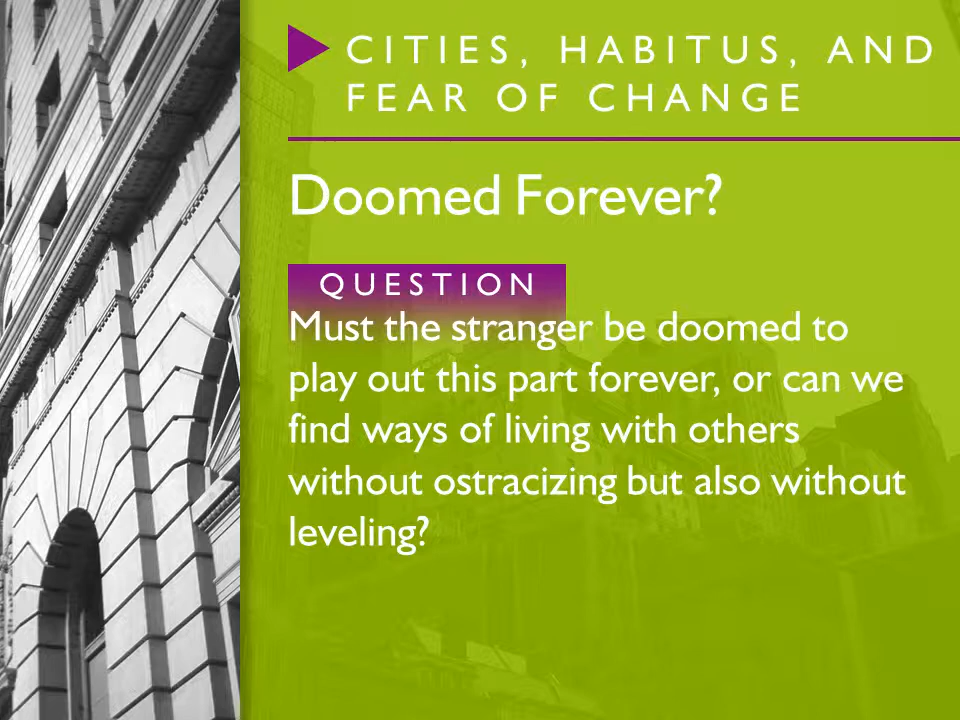 CITIES, HABITUS, AND
FEAR OF CHANGE
Doomed Forever?
QUESTION
Must the stranger be doomed to
play out this part forever, or can we
find ways of living with others
without ostracizing but also without
leveling?